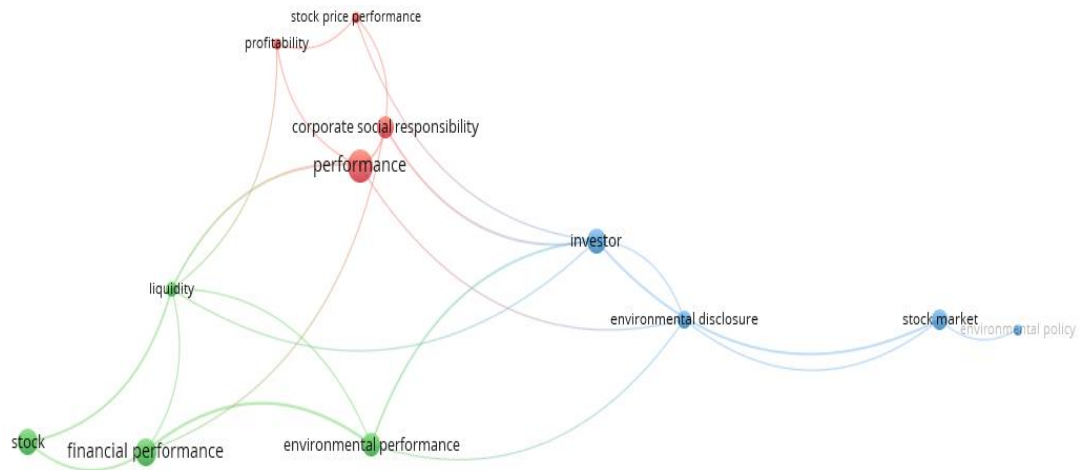 stock price performance
profitability
corporate social responsibility
performance
investor
liquidity
environmental disclosure
stock market
environmental policy
stock
financial performance
environmental performance